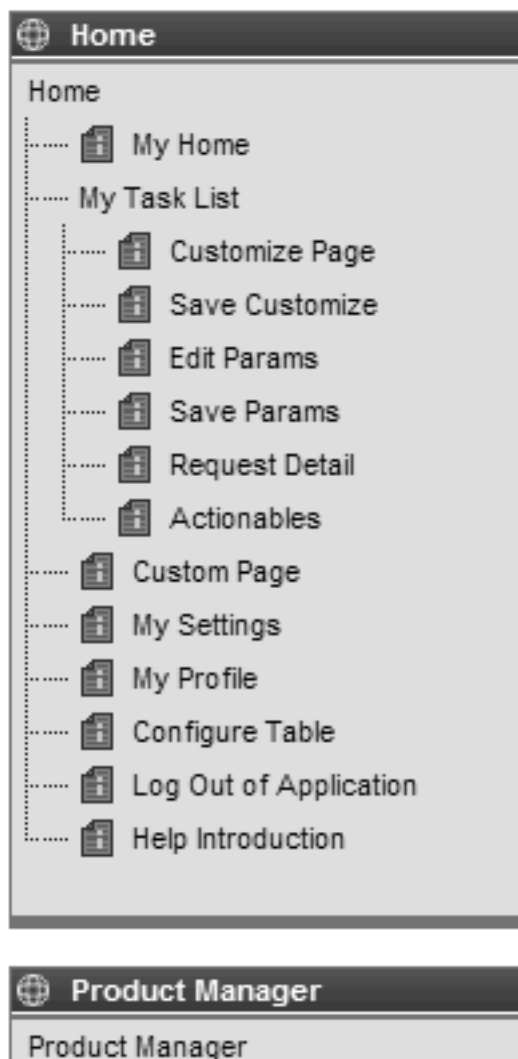 Home
Home
My Home
My Task List
Customize Page
Save Customize
Edit Params
Save Params
Request Detail
Actionables
Custom Page
My Settings
My Profile
Configure Table
Log Out of Application
Help Introduction
Product Manager
Product Manager